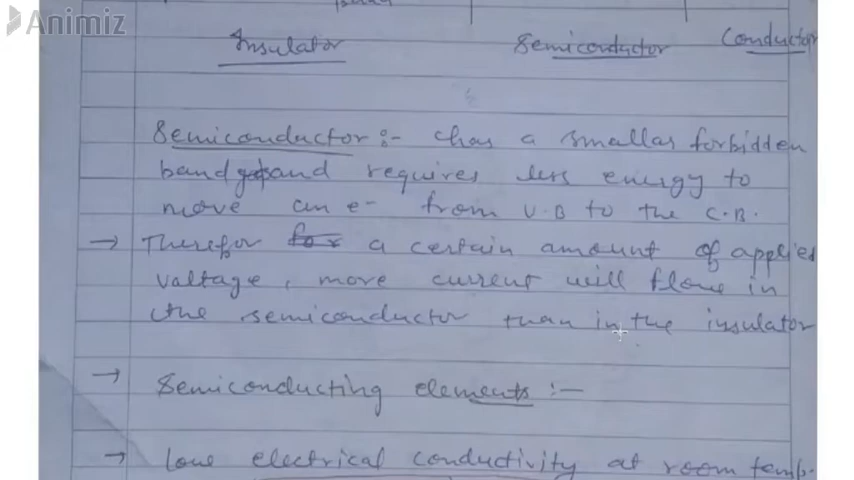 Animiz
Insulator Semiconductor Conductor
Semiconductor :- has a smallar forbidden
band gap and requires less energy to
move an e- from V.B to the C.B.
→ Therefor for a certain amount of applied
valtage, more current will flow in
the semiconductor than in the insulator
→ Semiconducting elements :-
→ Low electrical conductivity at room temp.